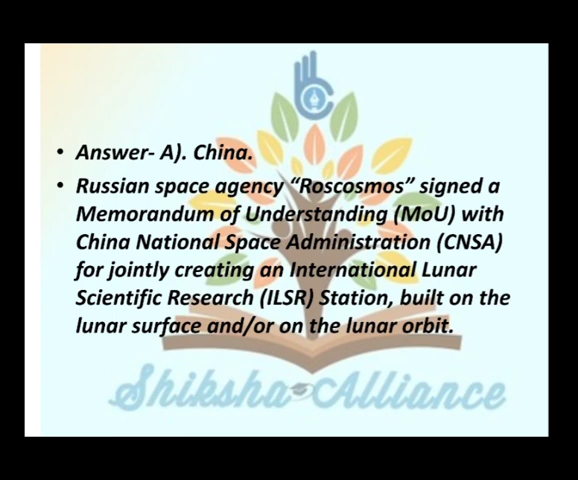 • Answer- A). China.
• Russian space agency “Roscosmos” signed a
Memorandum of Understanding (MoU) with
China National Space Administration (CNSA)
for jointly creating an International Lunar
Scientific Research (ILSR) Station, built on the
lunar surface and/or on the lunar orbit.
Shiksha Alliance